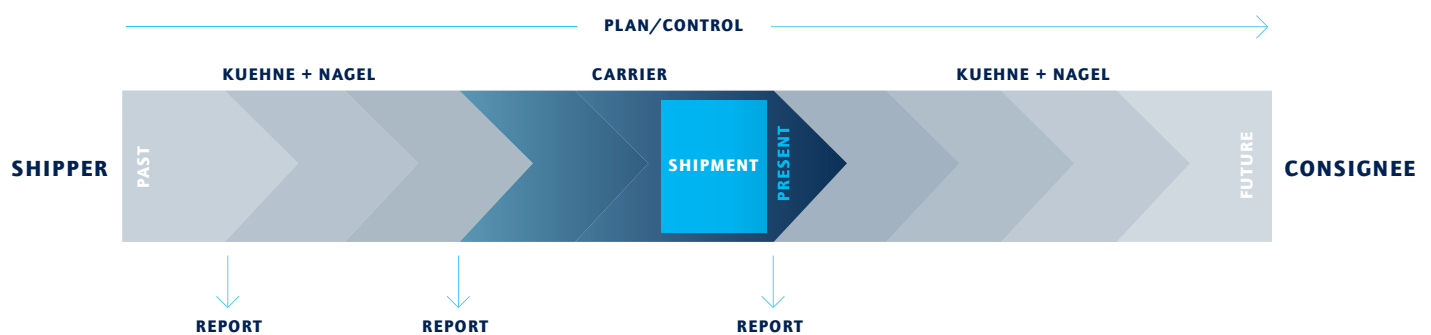 PLAN/CONTROL
KUEHNE + NAGEL
CARRIER
KUEHNE + NAGEL
SHIPPER
PAST
SHIPMENT
PRESENT
FUTURE
CONSIGNEE
REPORT
REPORT
REPORT